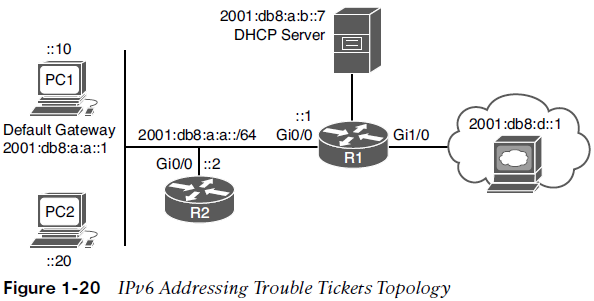 2001:db8:a:b::7
DHCP Server
::10
PC1
Default Gateway
2001:db8:a:a::1
2001:db8:a:a::/64
::1
Gi0/0
Gi1/0
R1
2001:db8:d::1
Gi0/0
::2
R2
PC2
::20
Figure 1-20 IPv6 Addressing Trouble Tickets Topology